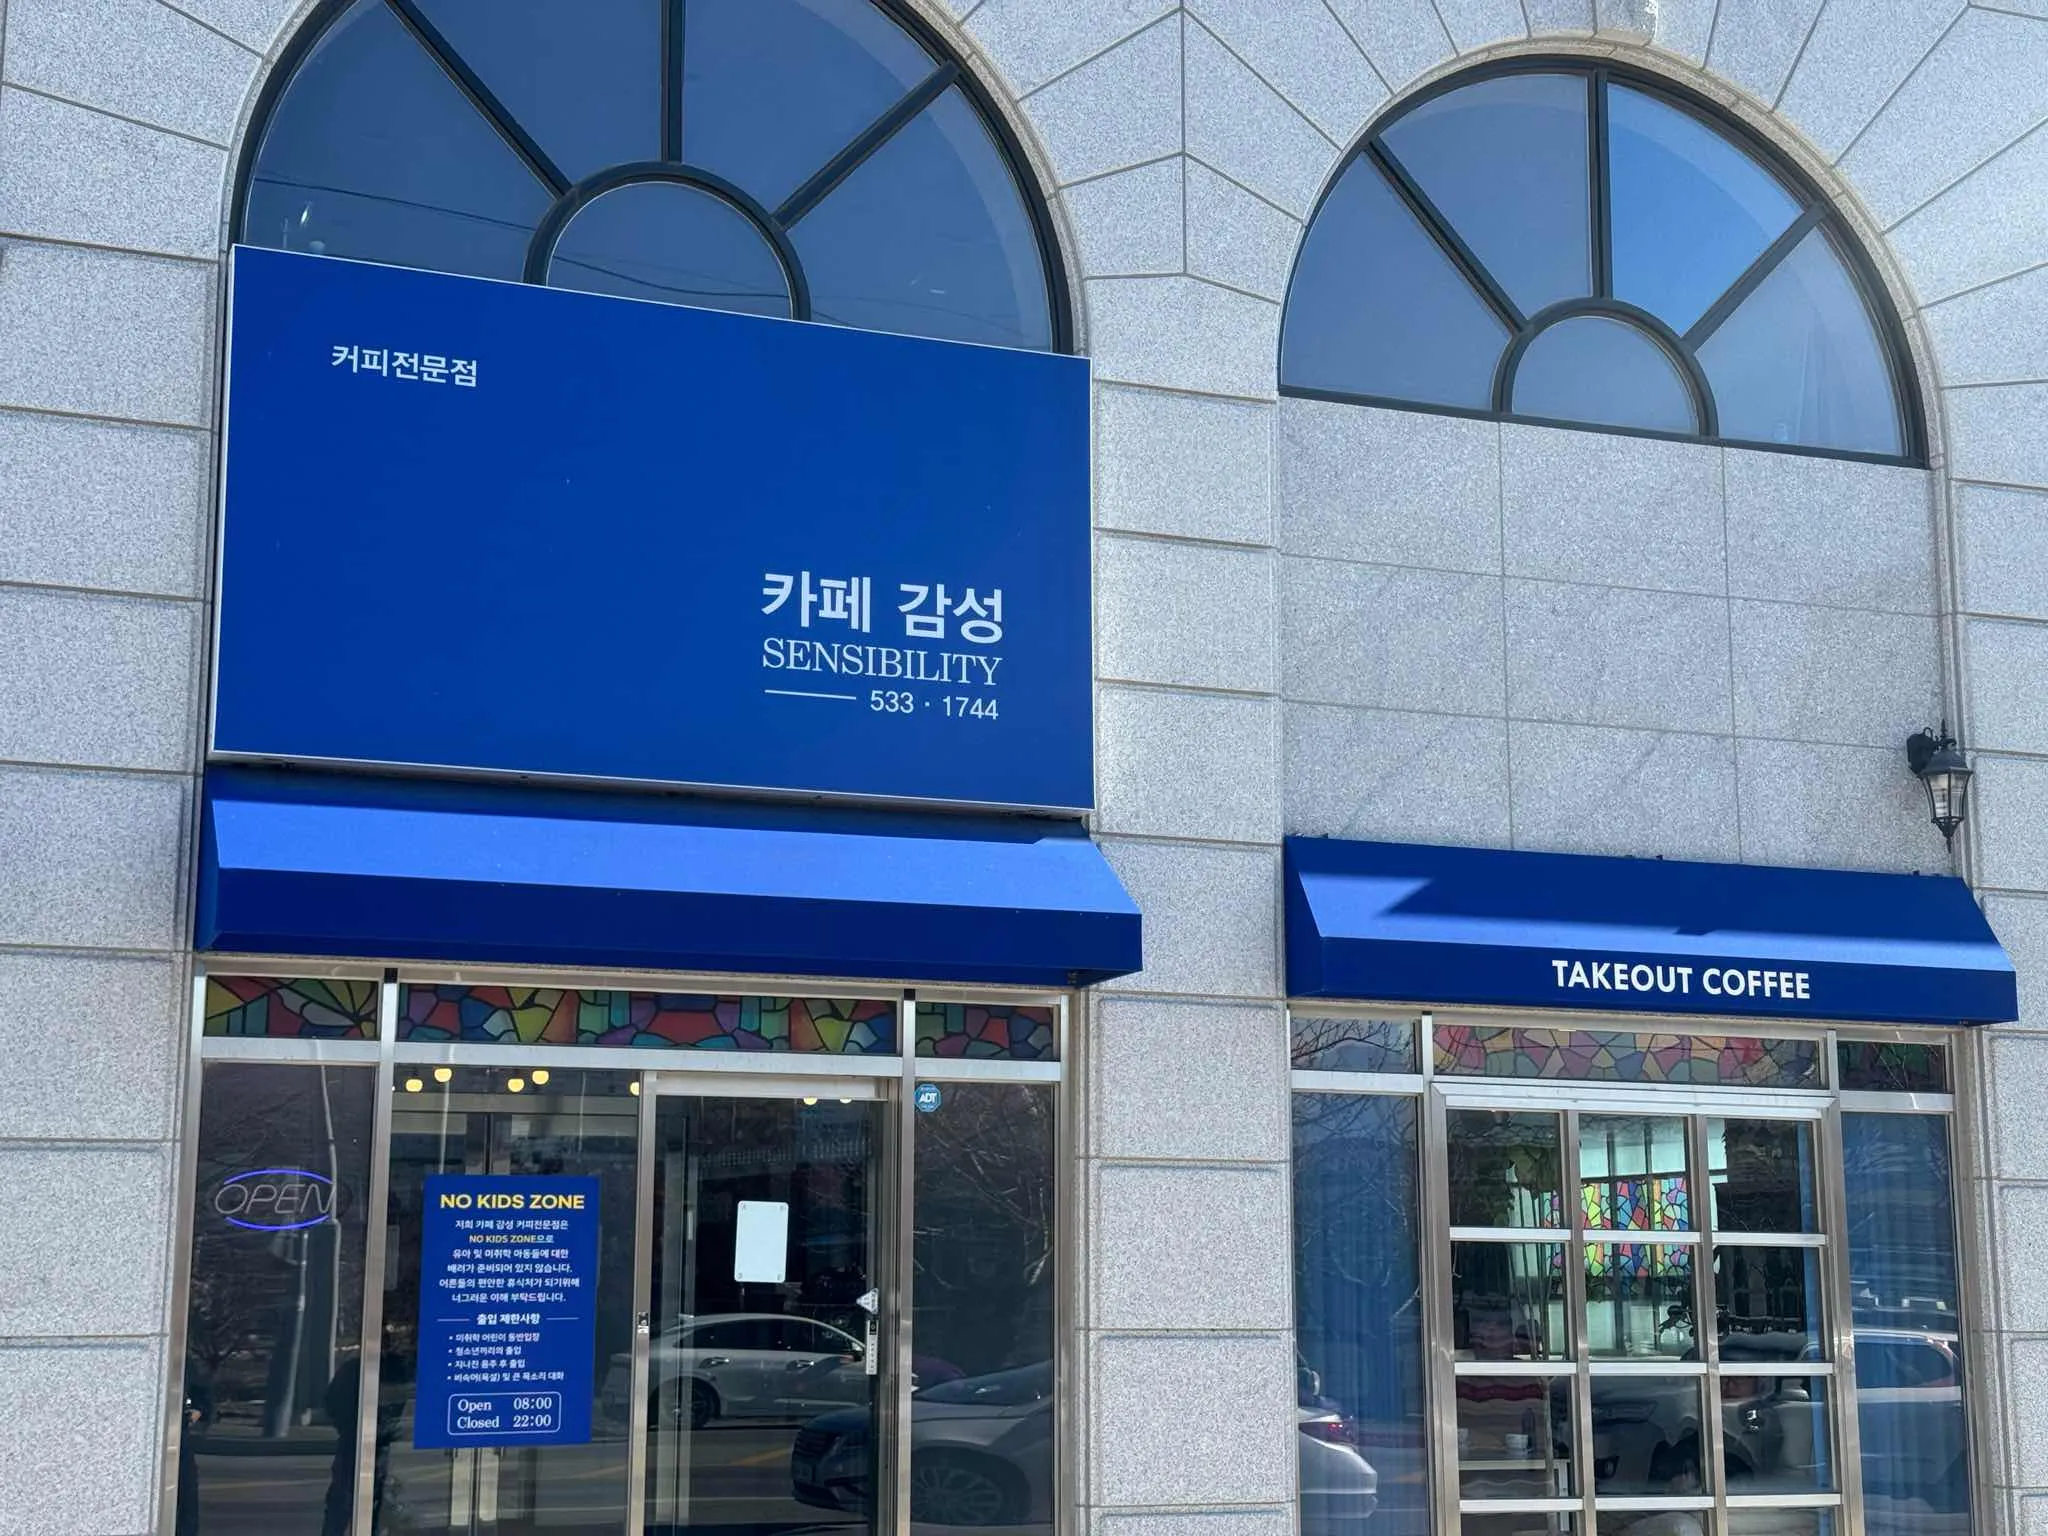 커피전문점
카페 감성
SENSIBILITY
533 · 1744
TAKEOUT COFFEE
ADT
OPEN
NO KIDS ZONE
저희 카페 감성 커피전문점은
NO KIDS ZONE으로
유아 및 미취학 아동들에 대한
배려가 준비되어 있지 않습니다.
어른들의 편안한 휴식처가 되기위해
너그러운 이해 부탁드립니다.
출입 제한사항
• 미취학 어린이 동반입장
• 청소년끼리의 출입
• 지나친 음주 후 출입
• 비속어(욕설) 및 큰 목소리 대화
Open 08:00
Closed 22:00